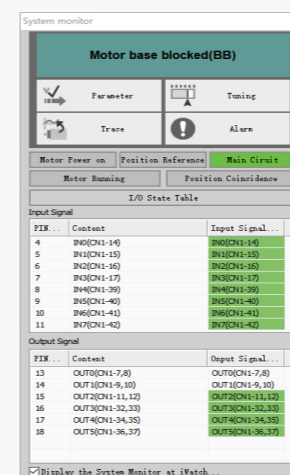 System monitor
Motor base blocked(BB)
Parameter Tuning
Trace Alarm
Motor Power on Position Reference Main Ciruit
Motor Running Position Coincidence
I/O State Table
Input Signal
PIN... Content Input Signal...
4 IN0(CN1-14) IN0(CN1-14)
5 IN1(CN1-15) IN1(CN1-15)
6 IN2(CN1-16) IN2(CN1-16)
7 IN3(CN1-17) IN3(CN1-17)
8 IN4(CN1-39) IN4(CN1-39)
9 IN5(CN1-40) IN5(CN1-40)
10 IN6(CN1-41) IN6(CN1-41)
11 IN7(CN1-42) IN7(CN1-42)
Output Signal
PIN... Content Onput Signal...
13 OUT0(CN1-7,8) OUT0(CN1-7,8)
14 OUT1(CN1-9,10) OUT1(CN1-9,10)
15 OUT2(CN1-11,12) OUT2(CN1-11,12)
16 OUT3(CN1-32,33) OUT3(CN1-32,33)
17 OUT4(CN1-34,35) OUT4(CN1-34,35)
18 OUT5(CN1-36,37) OUT5(CN1-36,37)
Display the System Monitor at iWatch...